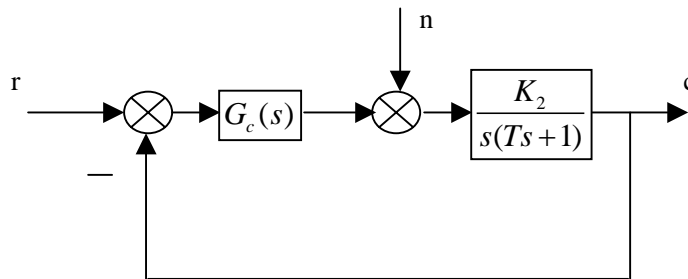 n
r
c
G_c(s)
K_2
s(Ts+1)
—